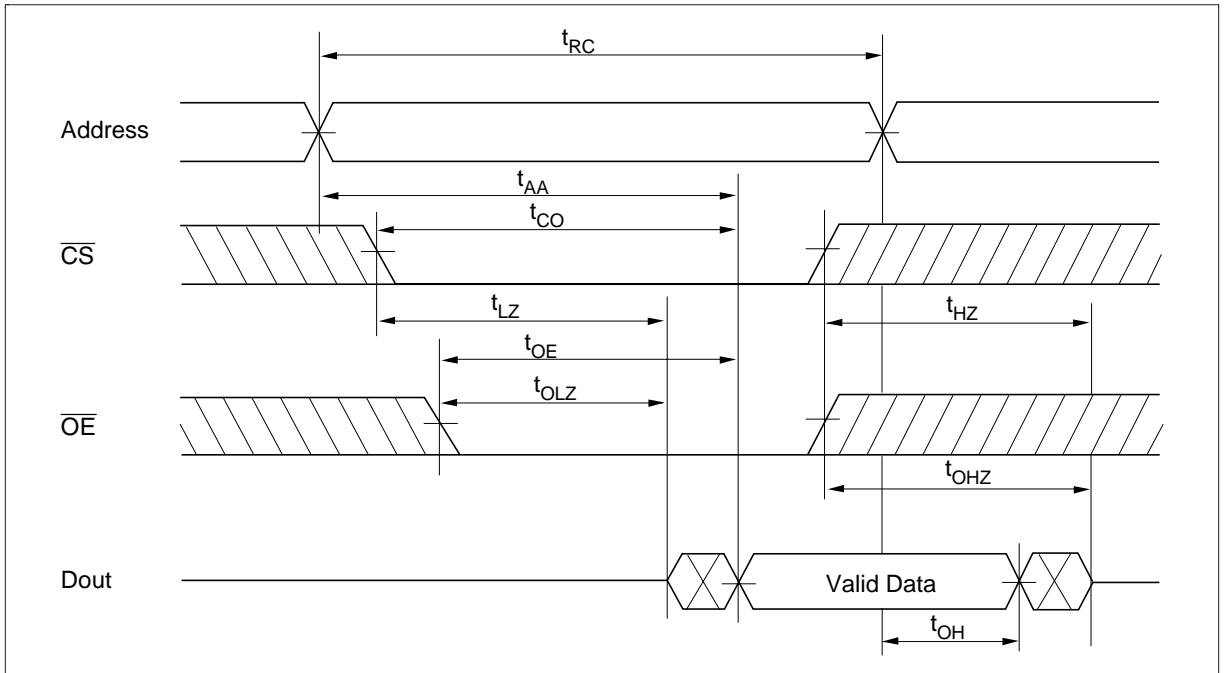 tRC
Address
tAA
tCO
CS
tLZ
tHZ
tOE
tOLZ
OE
tOHZ
Dout
Valid Data
tOH